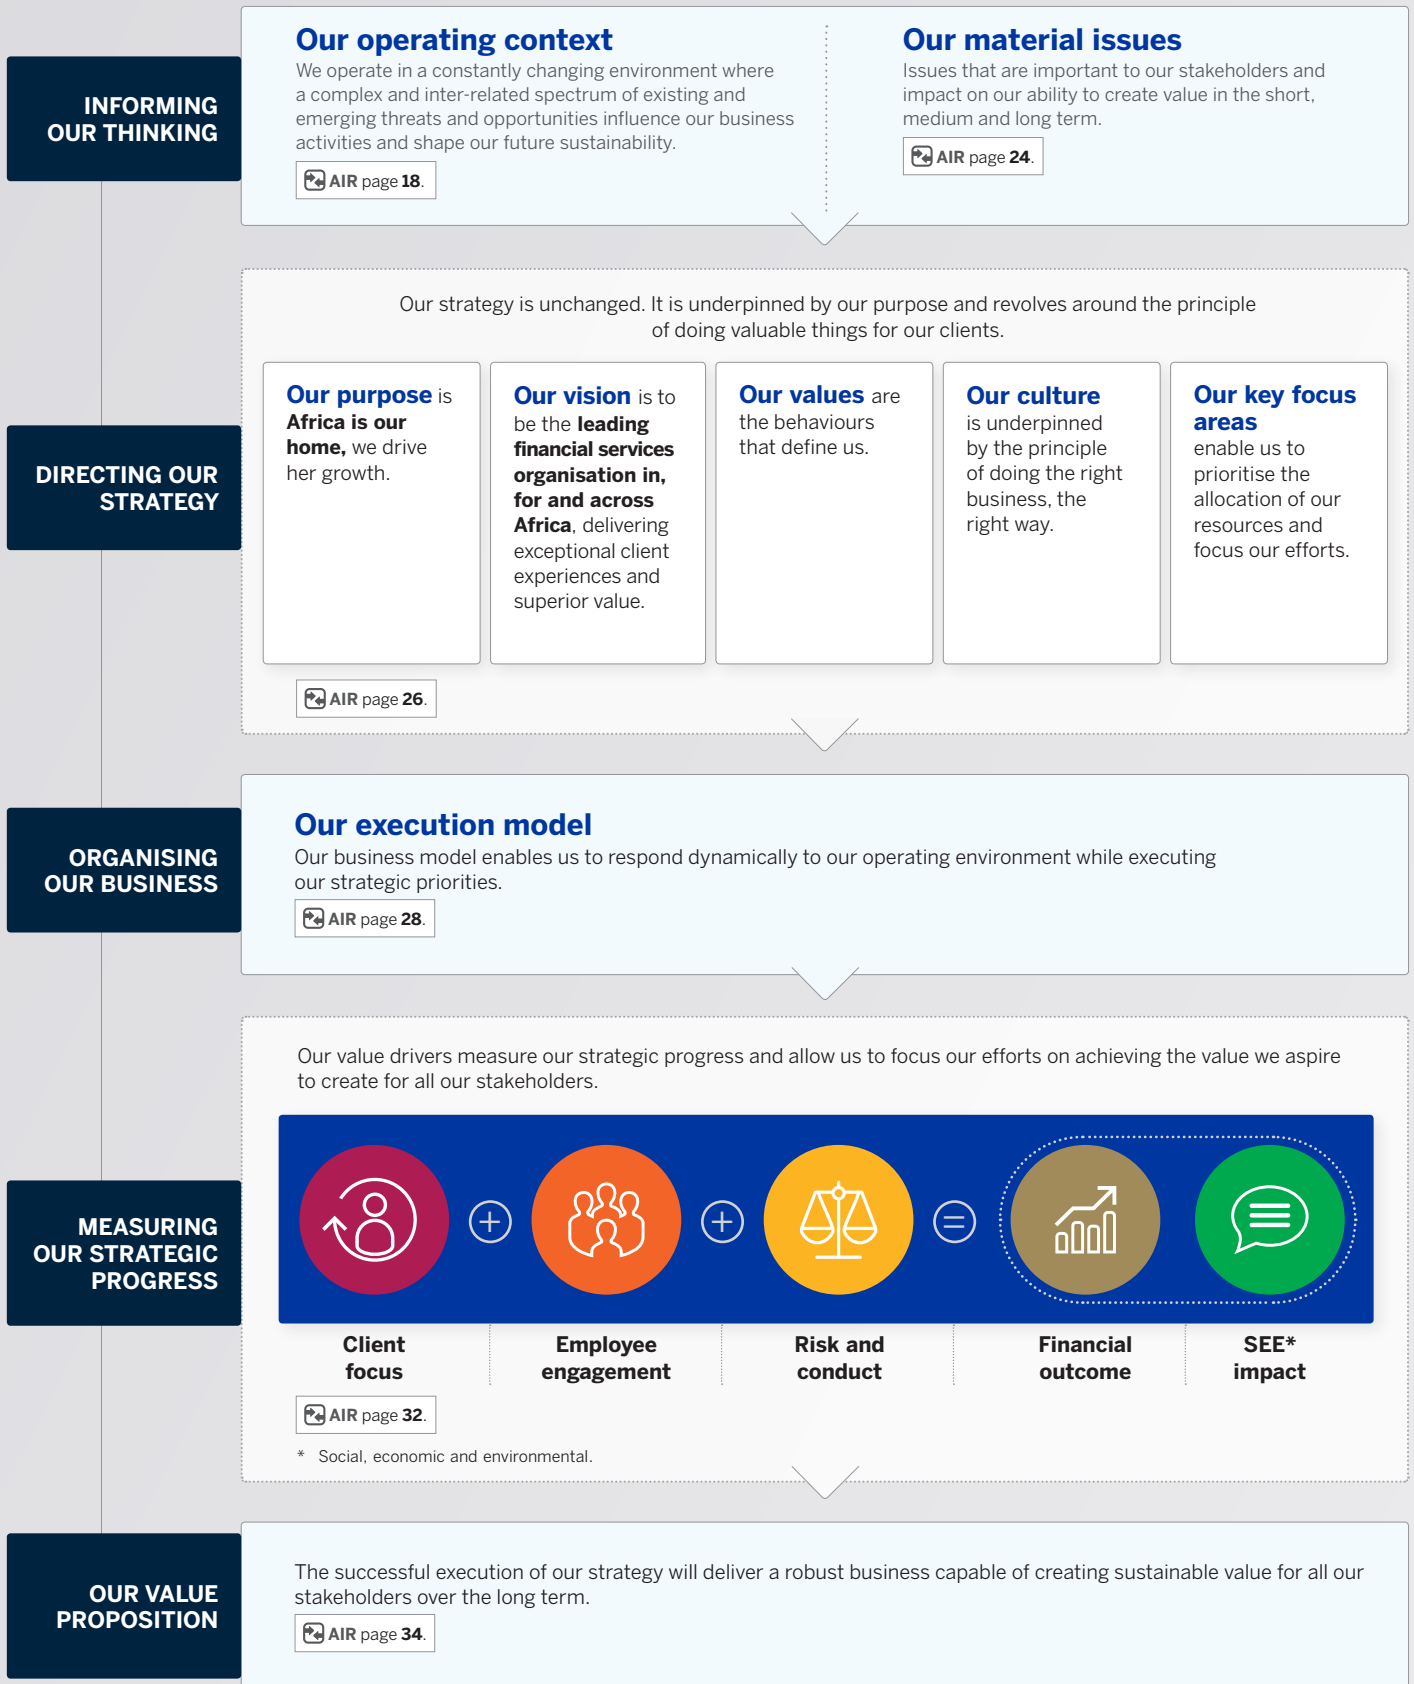 INFORMING
OUR THINKING
Our operating context
We operate in a constantly changing environment where
a complex and inter-related spectrum of existing and
emerging threats and opportunities influence our business
activities and shape our future sustainability.
AIR page 18.
Our material issues
Issues that are important to our stakeholders and
impact on our ability to create value in the short,
medium and long term.
AIR page 24.
DIRECTING OUR
STRATEGY
Our strategy is unchanged. It is underpinned by our purpose and revolves around the principle
of doing valuable things for our clients.
Our purpose is
Africa is our
home, we drive
her growth.
Our vision is to
be the leading
financial services
organisation in,
for and across
Africa, delivering
exceptional client
experiences and
superior value.
Our values are
the behaviours
that define us.
Our culture
is underpinned
by the principle
of doing the right
business, the
right way.
Our key focus
areas
enable us to
prioritise the
allocation of our
resources and
focus our efforts.
AIR page 26.
ORGANISING
OUR BUSINESS
Our execution model
Our business model enables us to respond dynamically to our operating environment while executing
our strategic priorities.
AIR page 28.
MEASURING
OUR STRATEGIC
PROGRESS
Our value drivers measure our strategic progress and allow us to focus our efforts on achieving the value we aspire
to create for all our stakeholders.
Client
focus
Employee
engagement
Risk and
conduct
Financial
outcome
SEE*
impact
AIR page 32.
* Social, economic and environmental.
OUR VALUE
PROPOSITION
The successful execution of our strategy will deliver a robust business capable of creating sustainable value for all our
stakeholders over the long term.
AIR page 34.